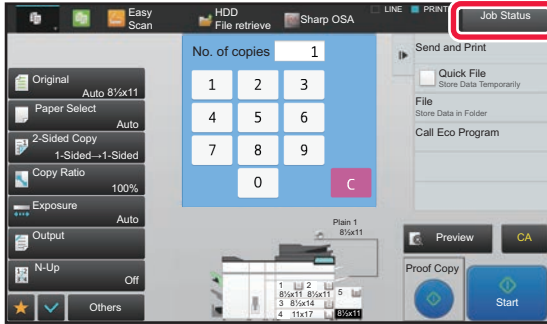 Easy
Scan
HDD
File retrieve
Sharp OSA
LINE
PRINT
Job Status
No. of copies
1
Send and Print
Quick File
Store Data Temporarily
File
Store Data in Folder
Call Eco Program
Original
Auto 8½x11
Paper Select
Auto
2-Sided Copy
1-Sided→1-Sided
Copy Ratio
100%
Exposure
Auto
Output
N-Up
Off
Others
1 2 3
4 5 6
7 8 9
0 C
Plain 1
8½x11
1 2
8½x11 8½x11
3 8½x14
4 11x17
5
8½x11
Preview
CA
Proof Copy
Start